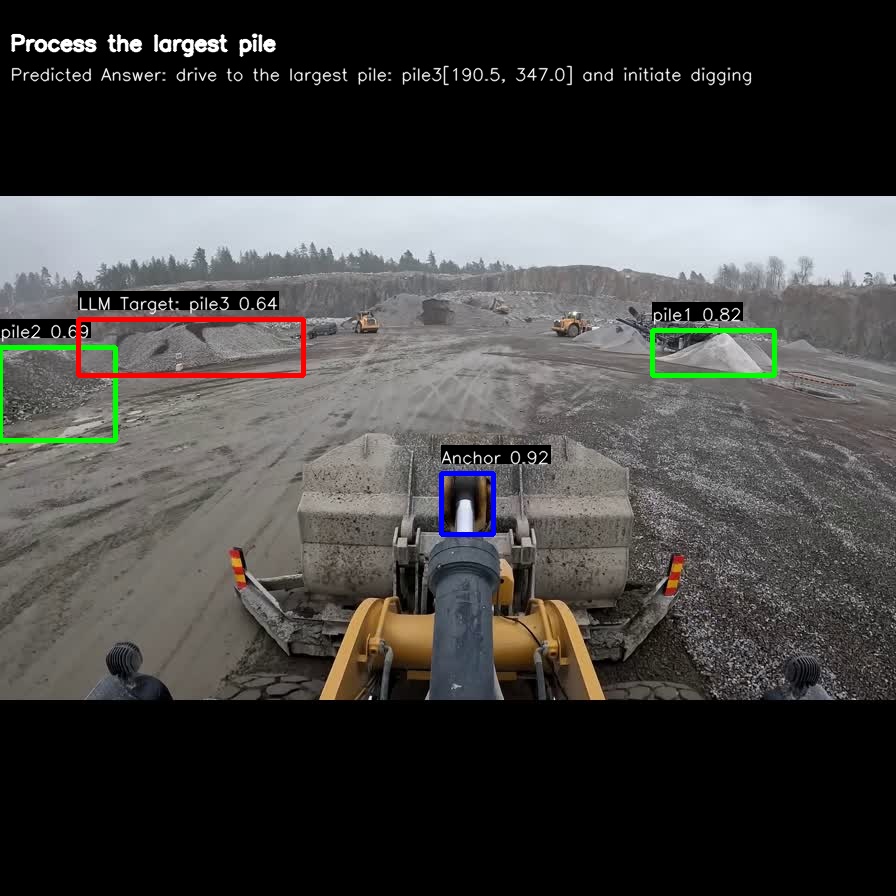 Process the largest pile
Predicted Answer: drive to the largest pile: pile3[190.5, 347.0] and initiate digging
LLM Target: pile3 0.64
pile1 0.82
pile2 0.69
Anchor 0.92